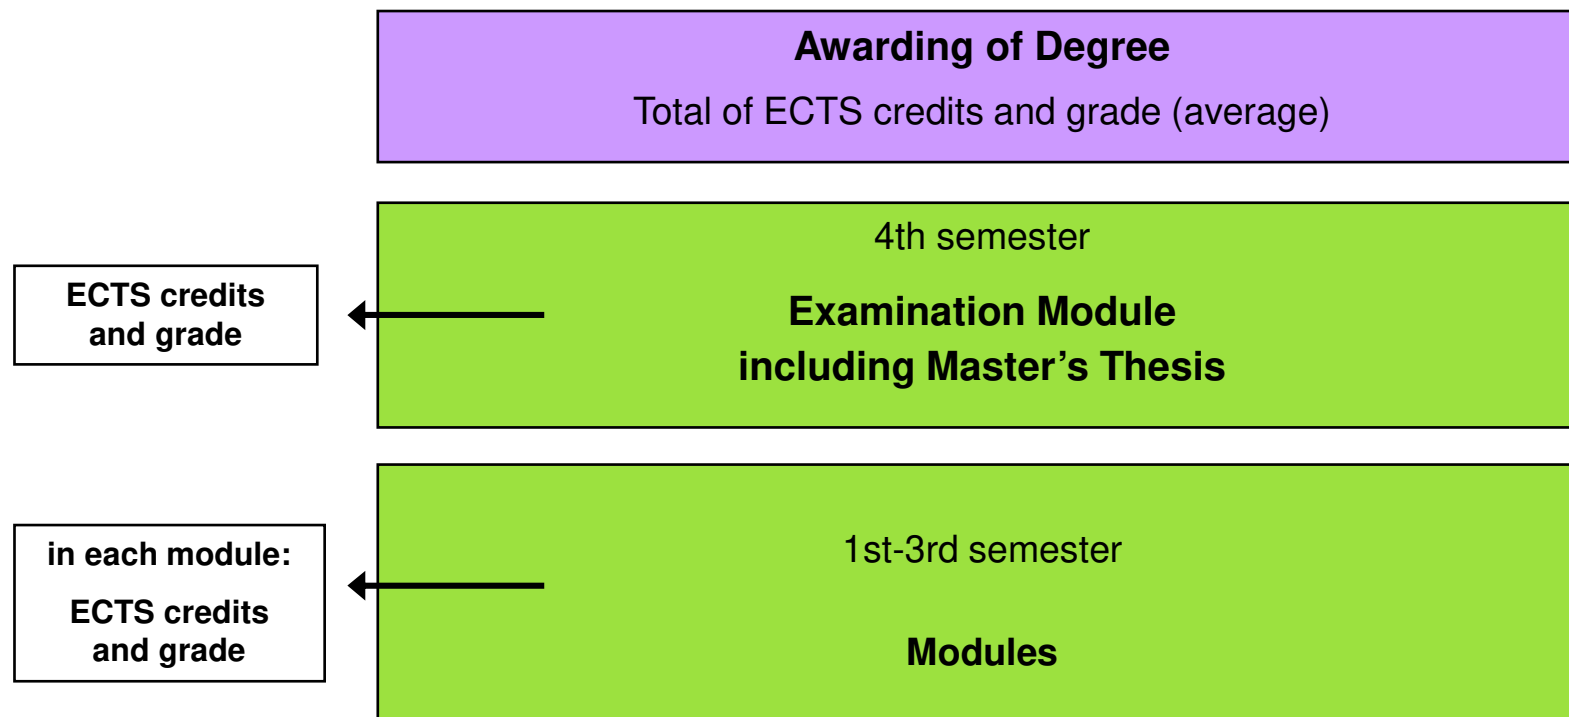 Awarding of Degree
Total of ECTS credits and grade (average)
4th semester
ECTS credits
and grade
Examination Module
including Master’s Thesis
in each module:
ECTS credits
and grade
1st-3rd semester
Modules